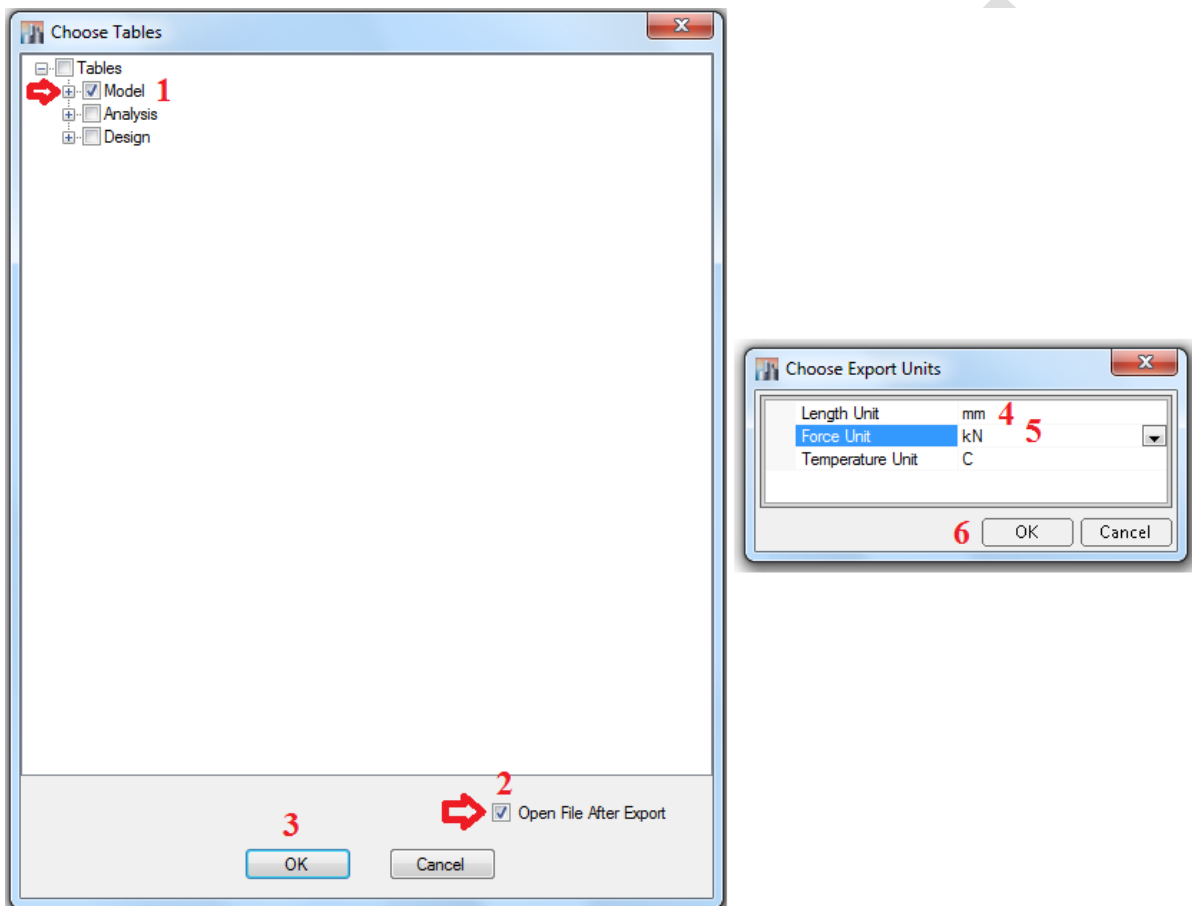 Choose Tables
Tables
Model 1
Analysis
Design
2
Open File After Export
3
OK Cancel
Choose Export Units
Length Unit mm 4
Force Unit kN 5
Temperature Unit C
6 OK Cancel